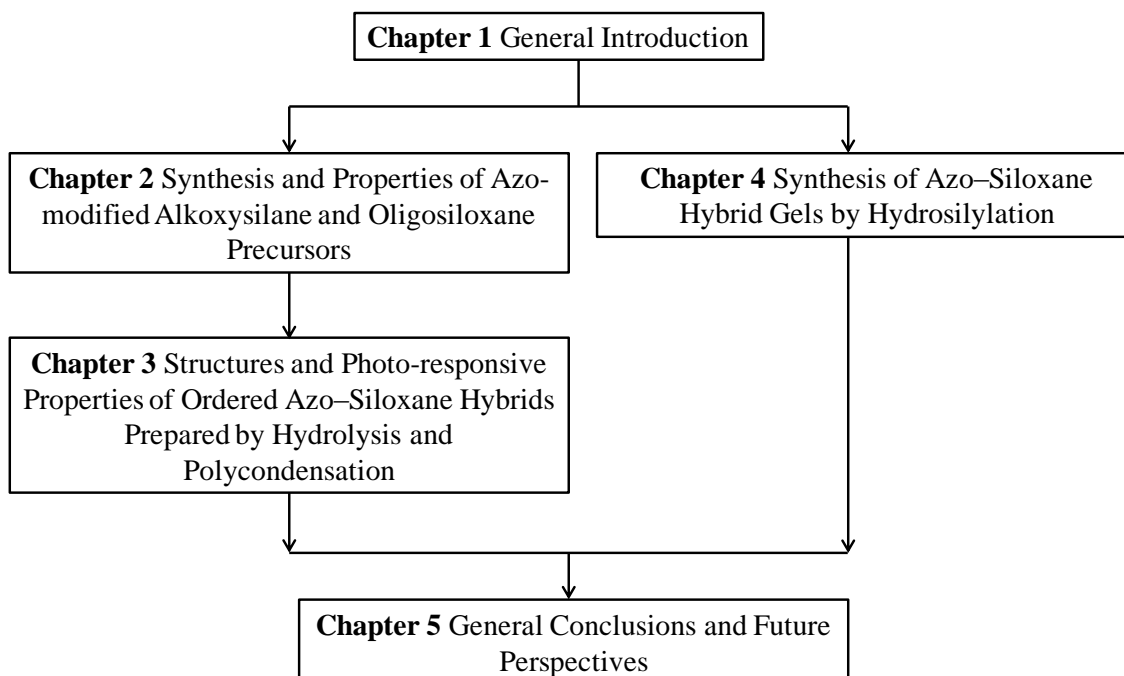 Chapter 1 General Introduction
Chapter 2 Synthesis and Properties of Azo-
modified Alkoxysilane and Oligosiloxane
Precursors
Chapter 4 Synthesis of Azo–Siloxane
Hybrid Gels by Hydrosilylation
Chapter 3 Structures and Photo-responsive
Properties of Ordered Azo–Siloxane Hybrids
Prepared by Hydrolysis and
Polycondensation
Chapter 5 General Conclusions and Future
Perspectives